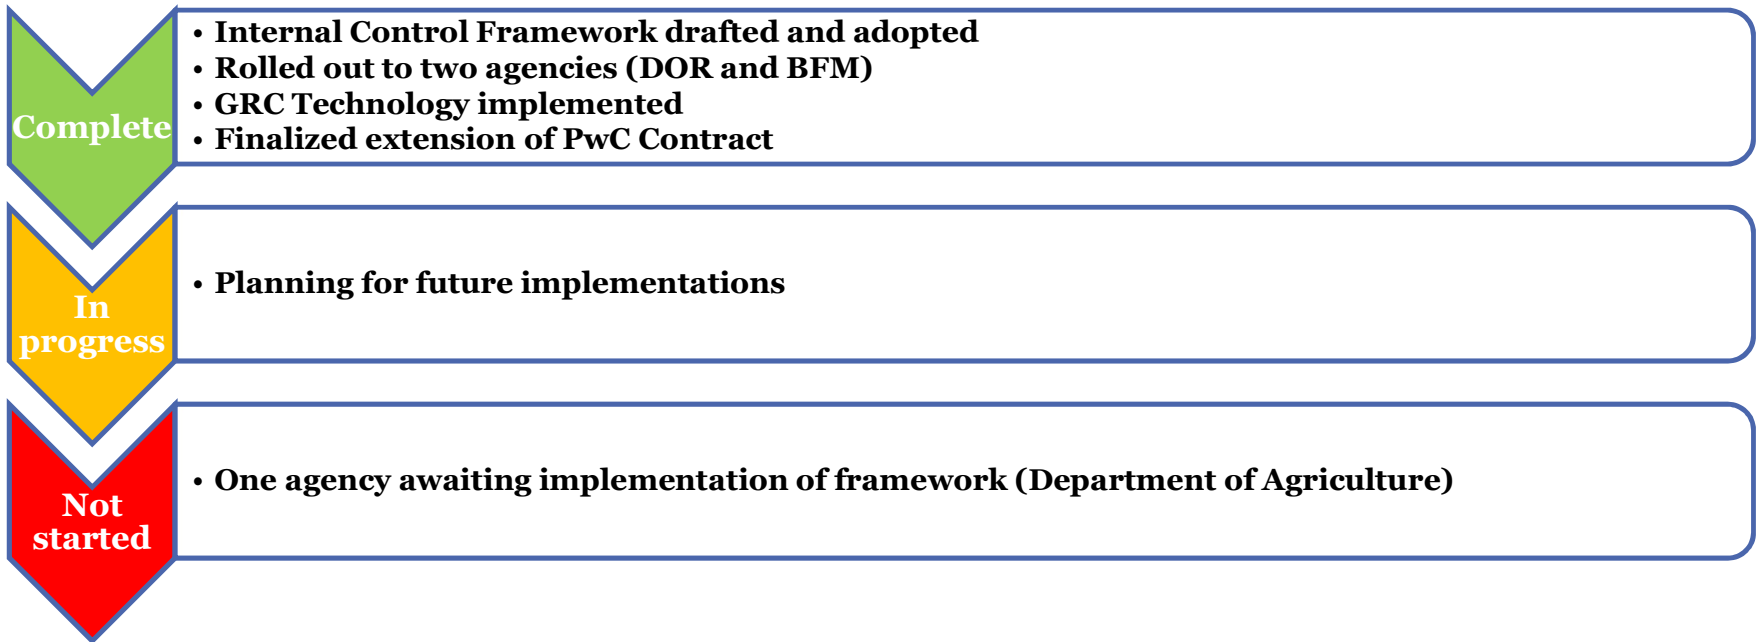 Complete
• Internal Control Framework drafted and adopted
• Rolled out to two agencies (DOR and BFM)
• GRC Technology implemented
• Finalized extension of PwC Contract
In
progress
• Planning for future implementations
Not
started
• One agency awaiting implementation of framework (Department of Agriculture)